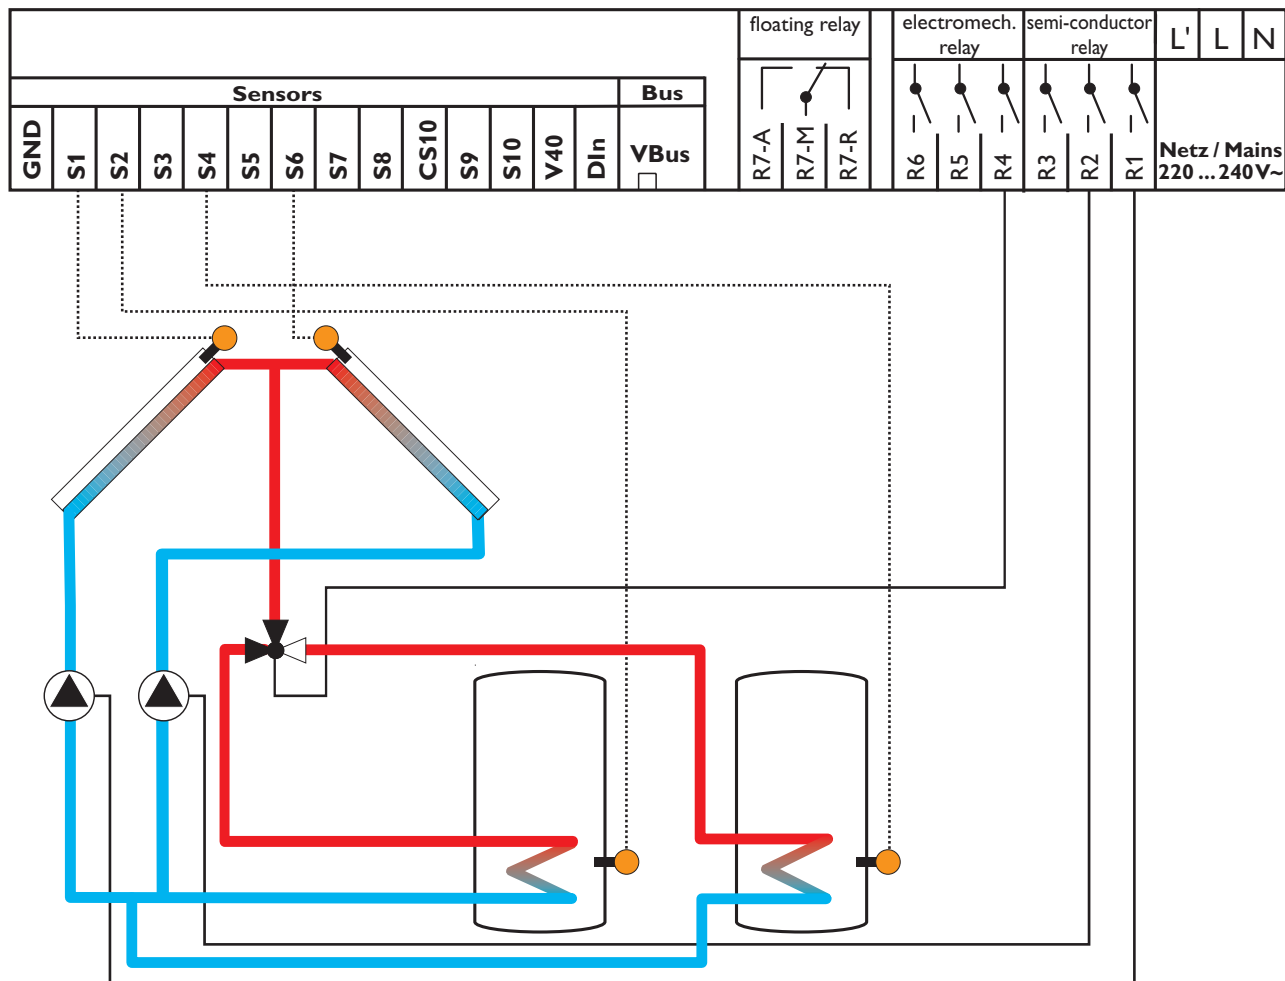 floating relay
electromech.
relay
semi-conductor
relay
L'
L
N
Sensors
Bus
GND
S1
S2
S3
S4
S5
S6
S7
S8
CS10
S9
S10
V40
DIn
VBus
R7-A
R7-M
R7-R
R6
R5
R4
R3
R2
R1
Netz / Mains
220 ... 240 V~